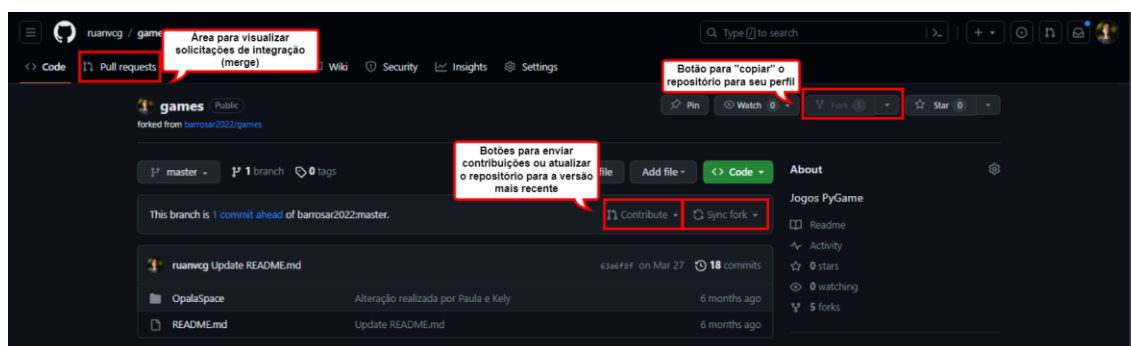 ruanvcg / game
Área para visualizar
solicitações de integração
(merge)
Type / to search
<> Code
Pull requests
Wiki
Security
Insights
Settings
Botão para "copiar" o
repositório para seu perfil
games Public
forked from barrosar2022/games
Pin
Watch 0
Fork
Star 0
Botões para enviar
contribuições ou atualizar
o repositório para a versão
mais recente
master
1 branch
0 tags
file
Add file
<> Code
About
Jogos PyGame
This branch is 1 commit ahead of barrosar2022:master.
Contribute
Sync fork
Readme
Activity
ruanvcg Update README.md
63a6f8f on Mar 27
18 commits
0 stars
0 watching
OpalaSpace
Alteração realizada por Paula e Kely
6 months ago
5 forks
README.md
Update README.md
6 months ago